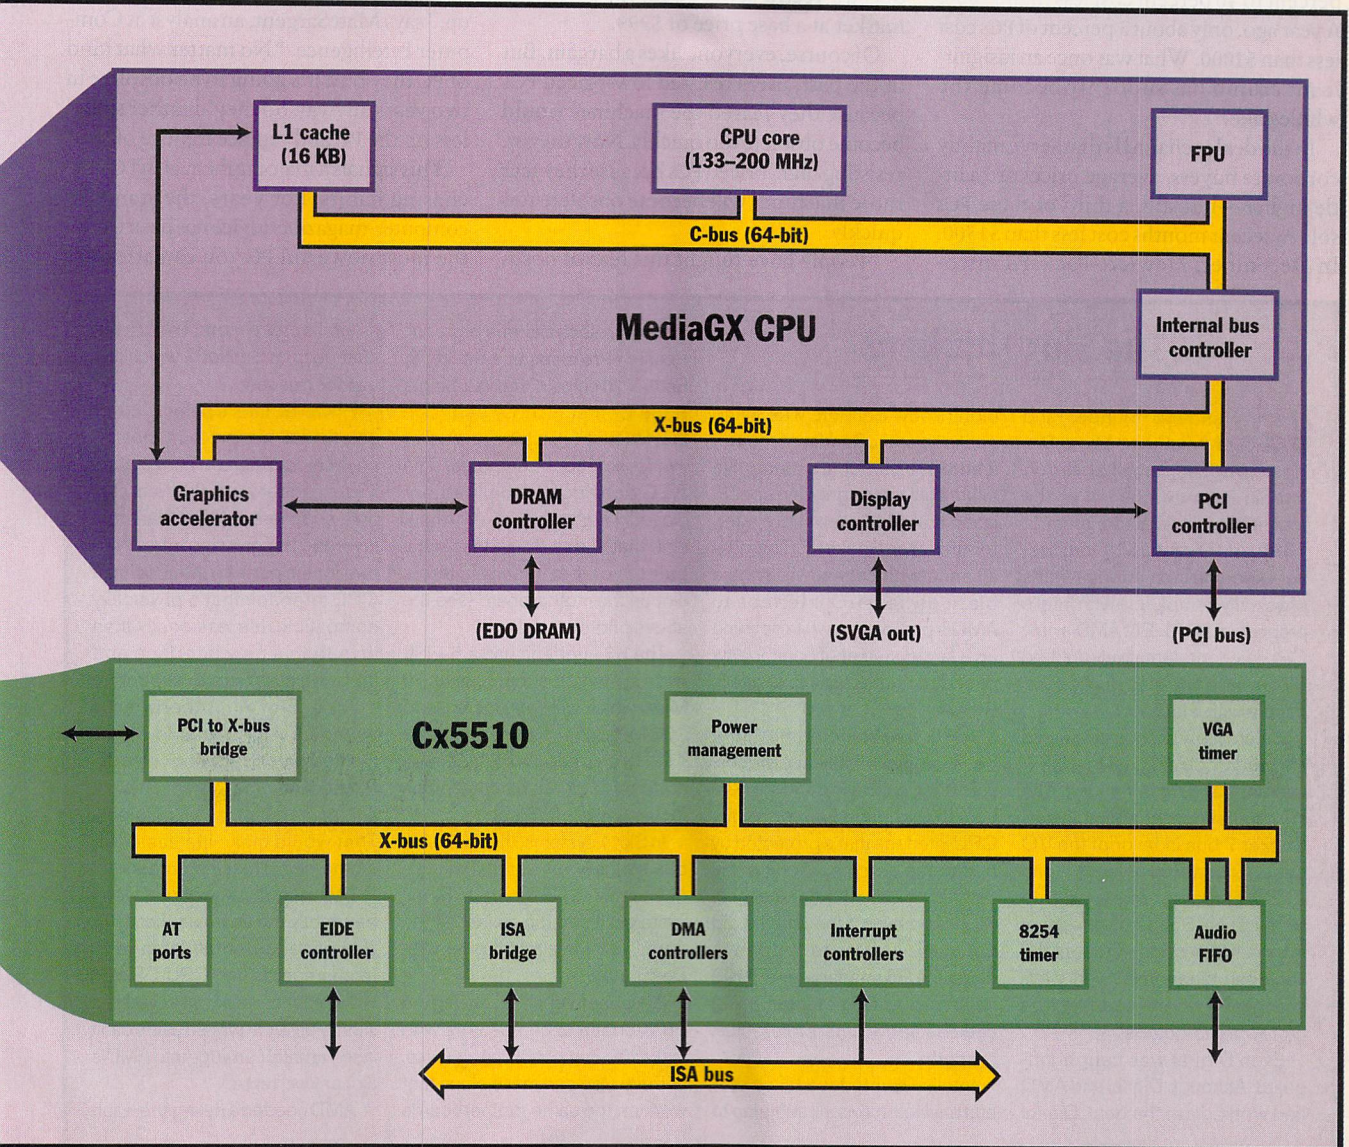 L1 cache
(16 KB)
CPU core
(133–200 MHz)
FPU
C-bus (64-bit)
MediaGX CPU
Internal bus
controller
X-bus (64-bit)
Graphics
accelerator
DRAM
controller
Display
controller
PCI
controller
(EDO DRAM)
(SVGA out)
(PCI bus)
PCI to X-bus
bridge
Cx5510
Power
management
VGA
timer
X-bus (64-bit)
AT
ports
EIDE
controller
ISA
bridge
DMA
controllers
Interrupt
controllers
8254
timer
Audio
FIFO
ISA bus